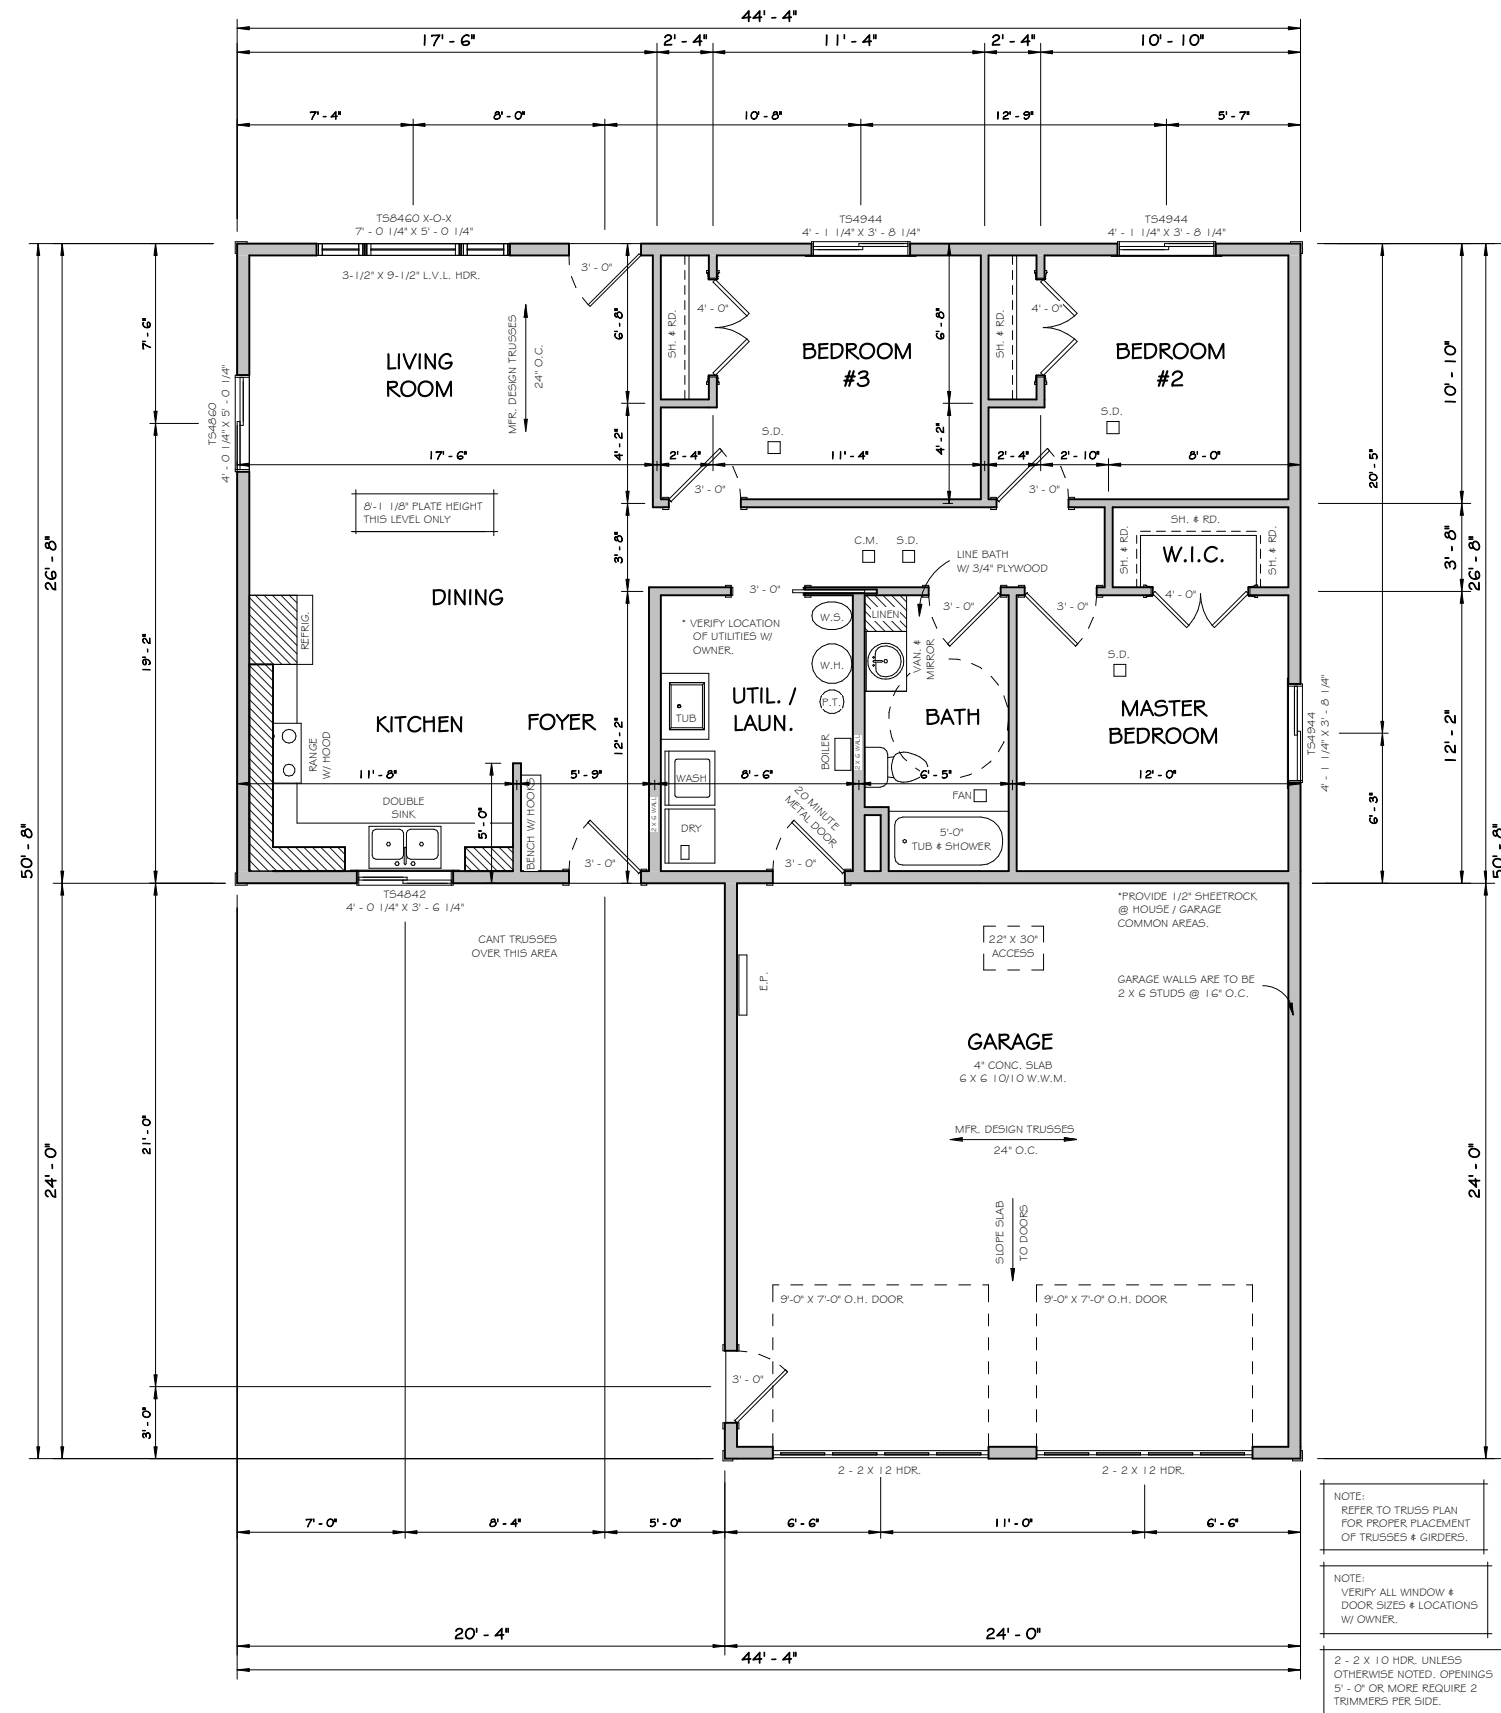 44' - 4"
17' - 6"
2' - 4"
11' - 4"
2' - 4"
10' - 10"
7' - 4"
8' - 0"
10' - 8"
12' - 9"
5' - 7"
TS8460 X-O-X
7' - 0 1/4" X 5' - 0 1/4"
TS4944
4' - 1 1/4" X 3' - 8 1/4"
TS4944
4' - 1 1/4" X 3' - 8 1/4"
3-1/2" X 9-1/2" L.V.L. HDR.
3' - 0"
7' - 6"
TS4860
4' - 0 1/4" X 5' - 0 1/4"
LIVING
ROOM
MFR. DESIGN TRUSSES
24" O.C.
6' - 8"
SH. & RD.
4' - 0"
BEDROOM
#3
6' - 8"
SH. & RD.
4' - 0"
BEDROOM
#2
10' - 10"
S.D.
S.D.
4' - 2"
4' - 2"
17' - 6"
2' - 4"
11' - 4"
2' - 4"
2' - 10"
8' - 0"
20' - 5"
3' - 0"
3' - 0"
8'-1 1/8" PLATE HEIGHT
THIS LEVEL ONLY
26' - 8"
3' - 8"
C.M.
S.D.
LINE BATH
W/ 3/4" PLYWOOD
SH. & RD.
SH. & RD.
W.I.C.
SH. & RD.
3' - 8"
26' - 8"
DINING
3' - 0"
3' - 0"
3' - 0"
4' - 0"
REFRIG.
* VERIFY LOCATION
OF UTILITIES W/
OWNER.
W.S.
LINEN
VAN. &
MIRROR
S.D.
19' - 2"
W.H.
P.T.
UTIL. /
LAUN.
BATH
MASTER
BEDROOM
TS4944
4' - 1 1/4" X 3' - 8 1/4"
KITCHEN
FOYER
TUB
RANGE
W/ HOOD
12' - 2"
BOILER
2 X 6 WALL
12' - 2"
11' - 8"
5' - 9"
WASH
8' - 6"
6' - 5"
12' - 0"
FAN
DOUBLE
SINK
5' - 0"
BENCH W/ HOOKS
2 X 6 WALL
DRY
20 MINUTE
METAL DOOR
5'-0"
TUB & SHOWER
6' - 3"
3' - 0"
3' - 0"
50' - 8"
50' - 8"
TS4842
4' - 0 1/4" X 3' - 6 1/4"
CANT TRUSSES
OVER THIS AREA
*PROVIDE 1/2" SHEETROCK
@ HOUSE / GARAGE
COMMON AREAS.
22" X 30"
ACCESS
E.P.
GARAGE WALLS ARE TO BE
2 X 6 STUDS @ 16" O.C.
GARAGE
4" CONC. SLAB
6 X 6 10/10 W.W.M.
MFR. DESIGN TRUSSES
24" O.C.
24' - 0"
21' - 0"
24' - 0"
SLOPE SLAB
TO DOORS
9'-0" X 7'-0" O.H. DOOR
9'-0" X 7'-0" O.H. DOOR
3' - 0"
3' - 0"
2 - 2 X 12 HDR.
2 - 2 X 12 HDR.
7' - 0"
8' - 4"
5' - 0"
6' - 6"
11' - 0"
6' - 6"
NOTE:
REFER TO TRUSS PLAN
FOR PROPER PLACEMENT
OF TRUSSES & GIRDERS.
NOTE:
VERIFY ALL WINDOW &
DOOR SIZES & LOCATIONS
W/ OWNER.
20' - 4"
24' - 0"
44' - 4"
2 - 2 X 10 HDR. UNLESS
OTHERWISE NOTED. OPENINGS
5' - 0" OR MORE REQUIRE 2
TRIMMERS PER SIDE.